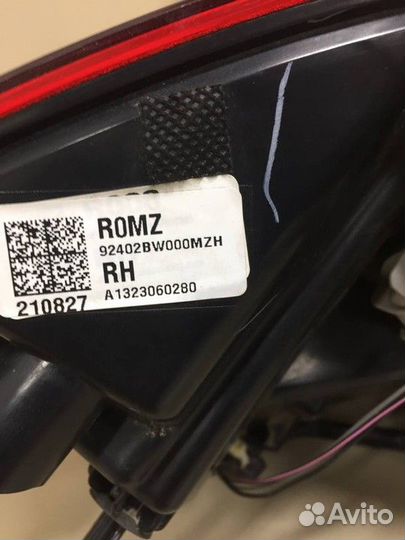 ROMZ
92402BW000MZH
RH
210827
A1323060280
Avito